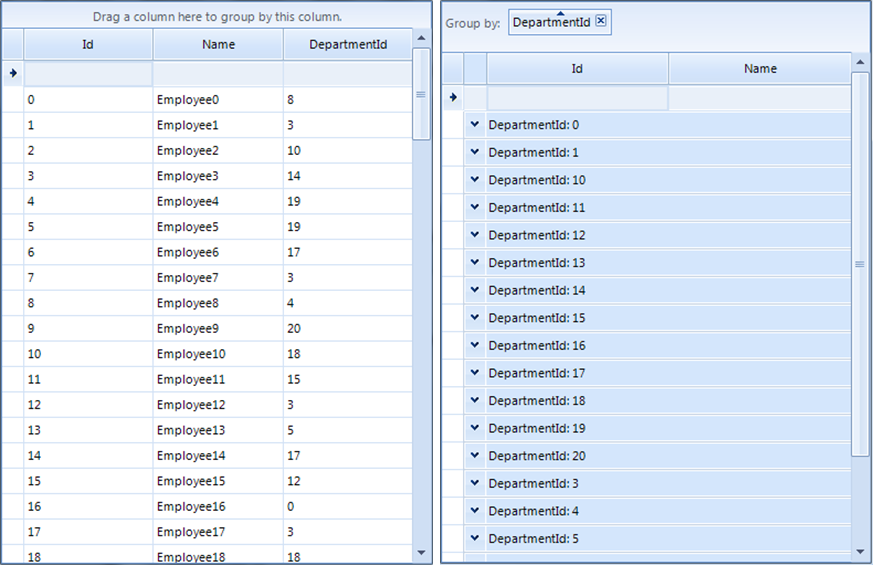 Drag a column here to group by this column.
Id Name DepartmentId
0 Employee0 8
1 Employee1 3
2 Employee2 10
3 Employee3 14
4 Employee4 19
5 Employee5 19
6 Employee6 17
7 Employee7 3
8 Employee8 4
9 Employee9 20
10 Employee10 18
11 Employee11 15
12 Employee12 3
13 Employee13 5
14 Employee14 17
15 Employee15 12
16 Employee16 0
17 Employee17 3
18 Employee18 18
Group by: DepartmentId
Id Name
DepartmentId: 0
DepartmentId: 1
DepartmentId: 10
DepartmentId: 11
DepartmentId: 12
DepartmentId: 13
DepartmentId: 14
DepartmentId: 15
DepartmentId: 16
DepartmentId: 17
DepartmentId: 18
DepartmentId: 19
DepartmentId: 20
DepartmentId: 3
DepartmentId: 4
DepartmentId: 5